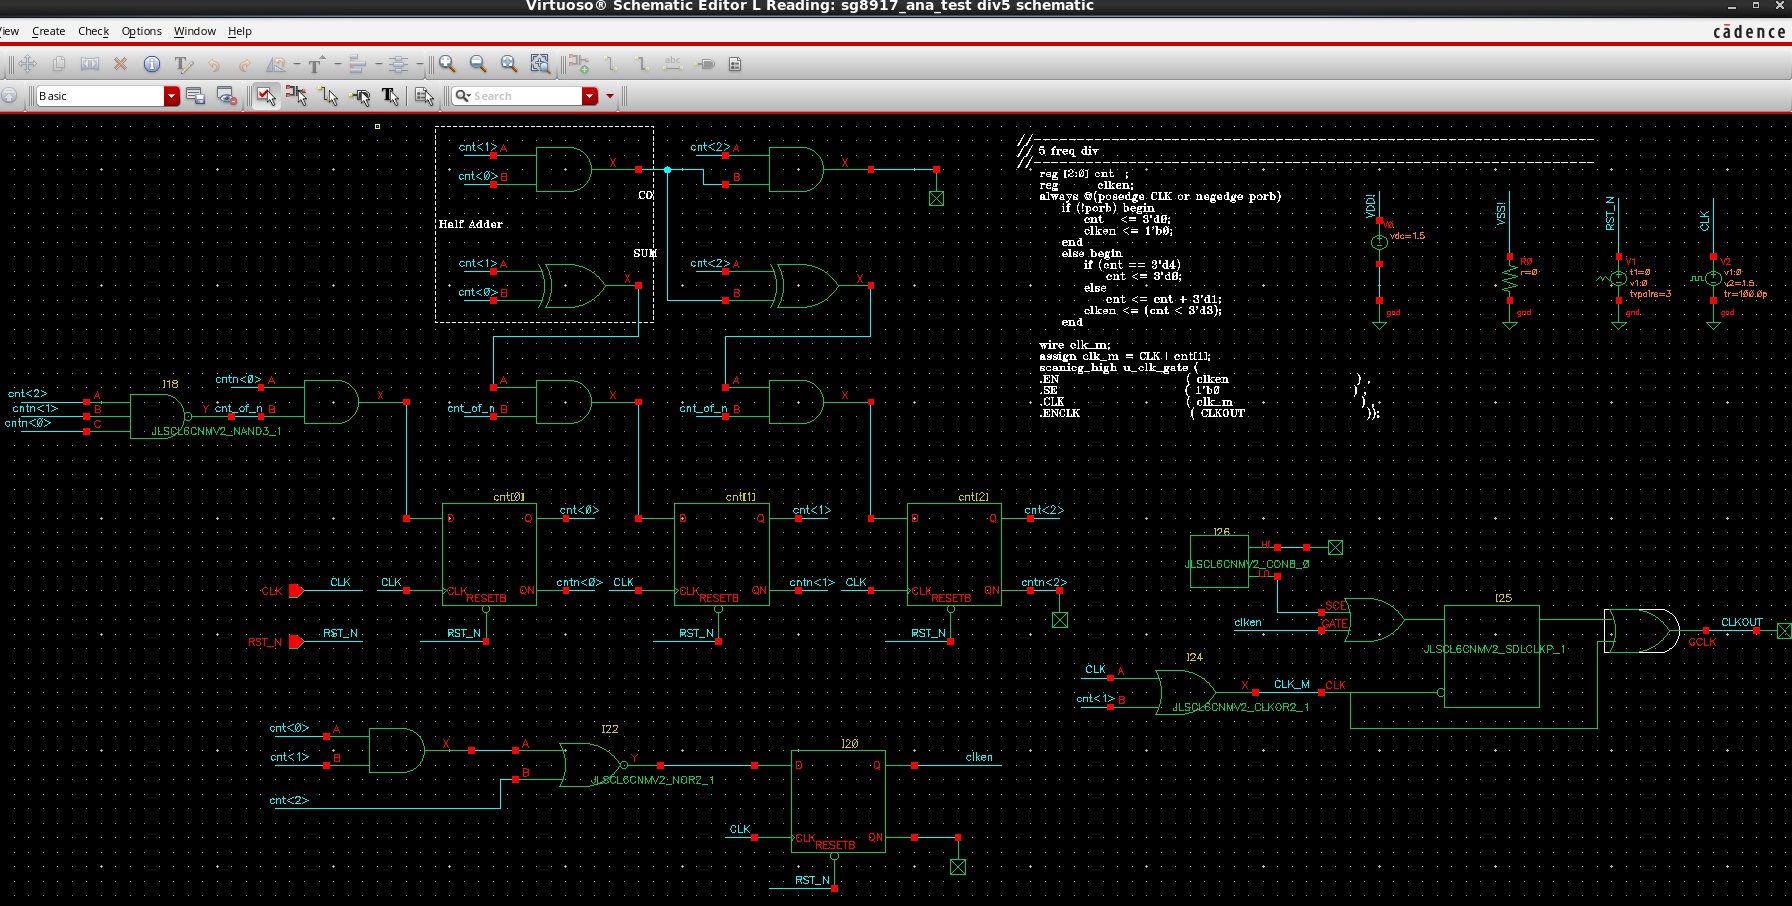 Virtuoso® Schematic Editor L Reading: sg8917_ana_test div5 schematic
iew Create Check Options Window Help
cādence
Basic
Search
cnt<1> A
cnt<0> B
X
CO
Half Adder
SUM
cnt<1> A
cnt<0> B
X
cnt<2> A
B
X
cnt<2> A
B
X
5 freq div
reg [2:0] cnt ;
reg clken;
always @(posedge CLK or negedge porb)
if (!porb) begin
cnt <= 3'd0;
clken <= 1'b0;
end
else begin
if (cnt == 3'd4)
cnt <= 3'd0;
else
cnt <= cnt + 3'd1;
clken <= (cnt < 3'd3);
end
wire clk_m;
assign clk_m = CLK | cnt[1];
scanicg_high u_clk_gate (
.EN ( clken ) ,
.SE ( 1'b0 ) ,
.CLK ( clk_m ) ,
.ENCLK ( CLKOUT ));
VDD!
vdc=1.5
gnd
VSS!
R0
r=0
gnd
RST_N
V1
t1=0
v1:0
tvpairs=3
gnd
CLK
V2
v1:0
v2=1.5
tr=100.0p
gnd
I18
cnt<2> A
cntn<1> B
cntn<0> C
Y
JLSCL6CNMV2_NAND3_1
cntn<0> A
cnt_of_n B
X
A
cnt_of_n B
X
A
cnt_of_n B
X
cnt[0]
D Q cnt<0>
CLK CLK QN cntn<0>
RESETB
RST_N
cnt[1]
D Q cnt<1>
CLK CLK QN cntn<1>
RESETB
RST_N
cnt[2]
D Q cnt<2>
CLK CLK QN cntn<2>
RESETB
RST_N
CLK CLK
RST_N RST_N
I26
HI
JLSCL6CNMV2_CONB_0
LO
SCE
clken GATE
I25
JLSCL6CNMV2_SDLCLKP_1
CLKOUT
GCLK
I24
CLK A
cnt<1> B
X CLK_M CLK
JLSCL6CNMV2_CLKOR2_1
cnt<0> A
cnt<1> B
X
cnt<2>
I22
A
B
Y
JLSCL6CNMV2_NOR2_1
I20
D Q clken
CLK CLK QN
RESETB
RST_N